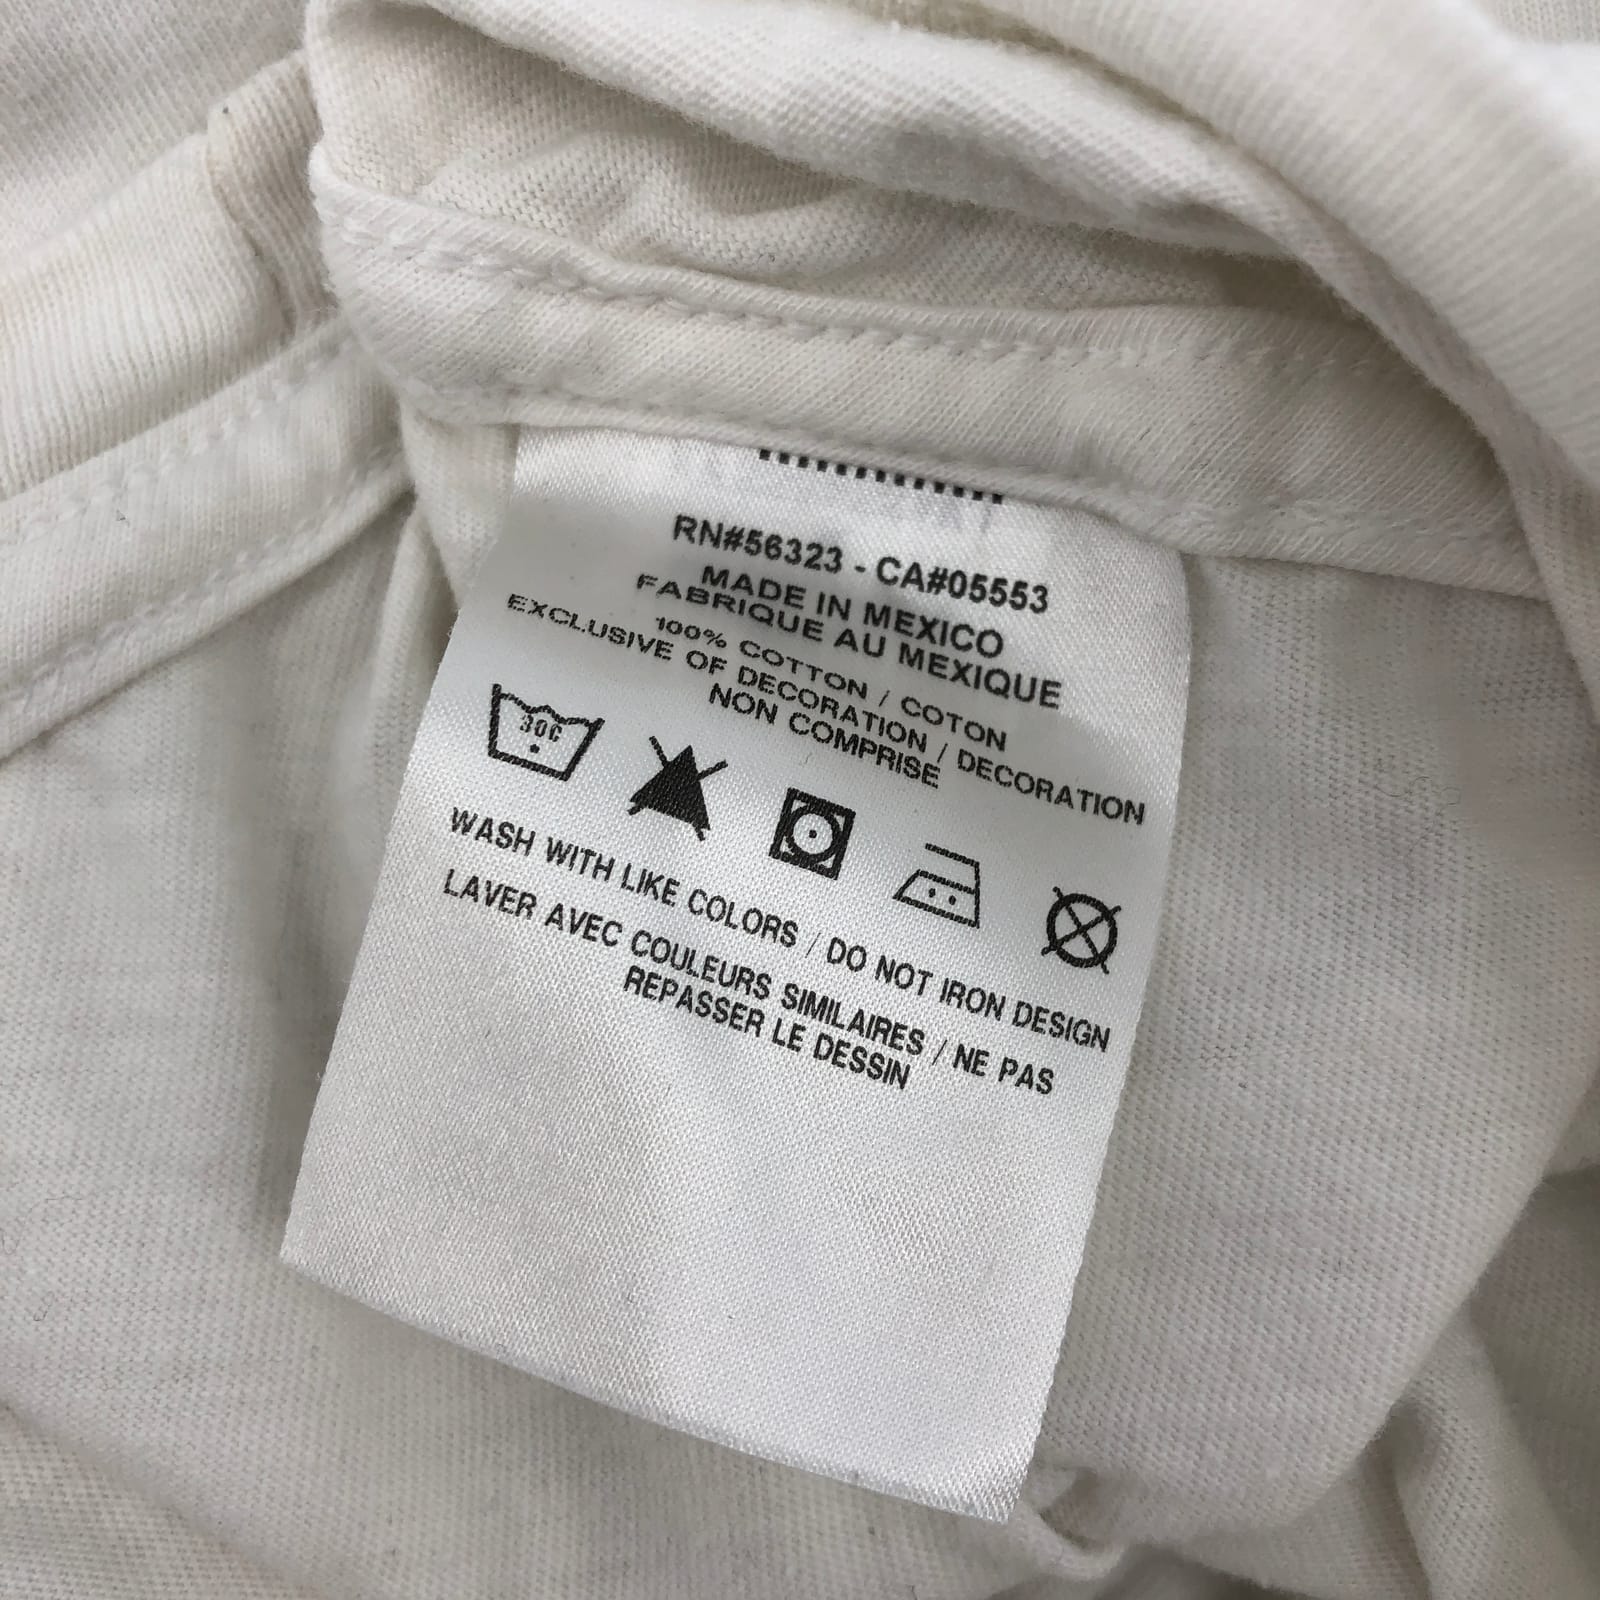 RN#56323 - CA#05553
MADE IN MEXICO
FABRIQUE AU MEXIQUE
100% COTTON / COTON
EXCLUSIVE OF DECORATION / DECORATION
NON COMPRISE
30C
WASH WITH LIKE COLORS / DO NOT IRON DESIGN
LAVER AVEC COULEURS SIMILAIRES / NE PAS
REPASSER LE DESSIN